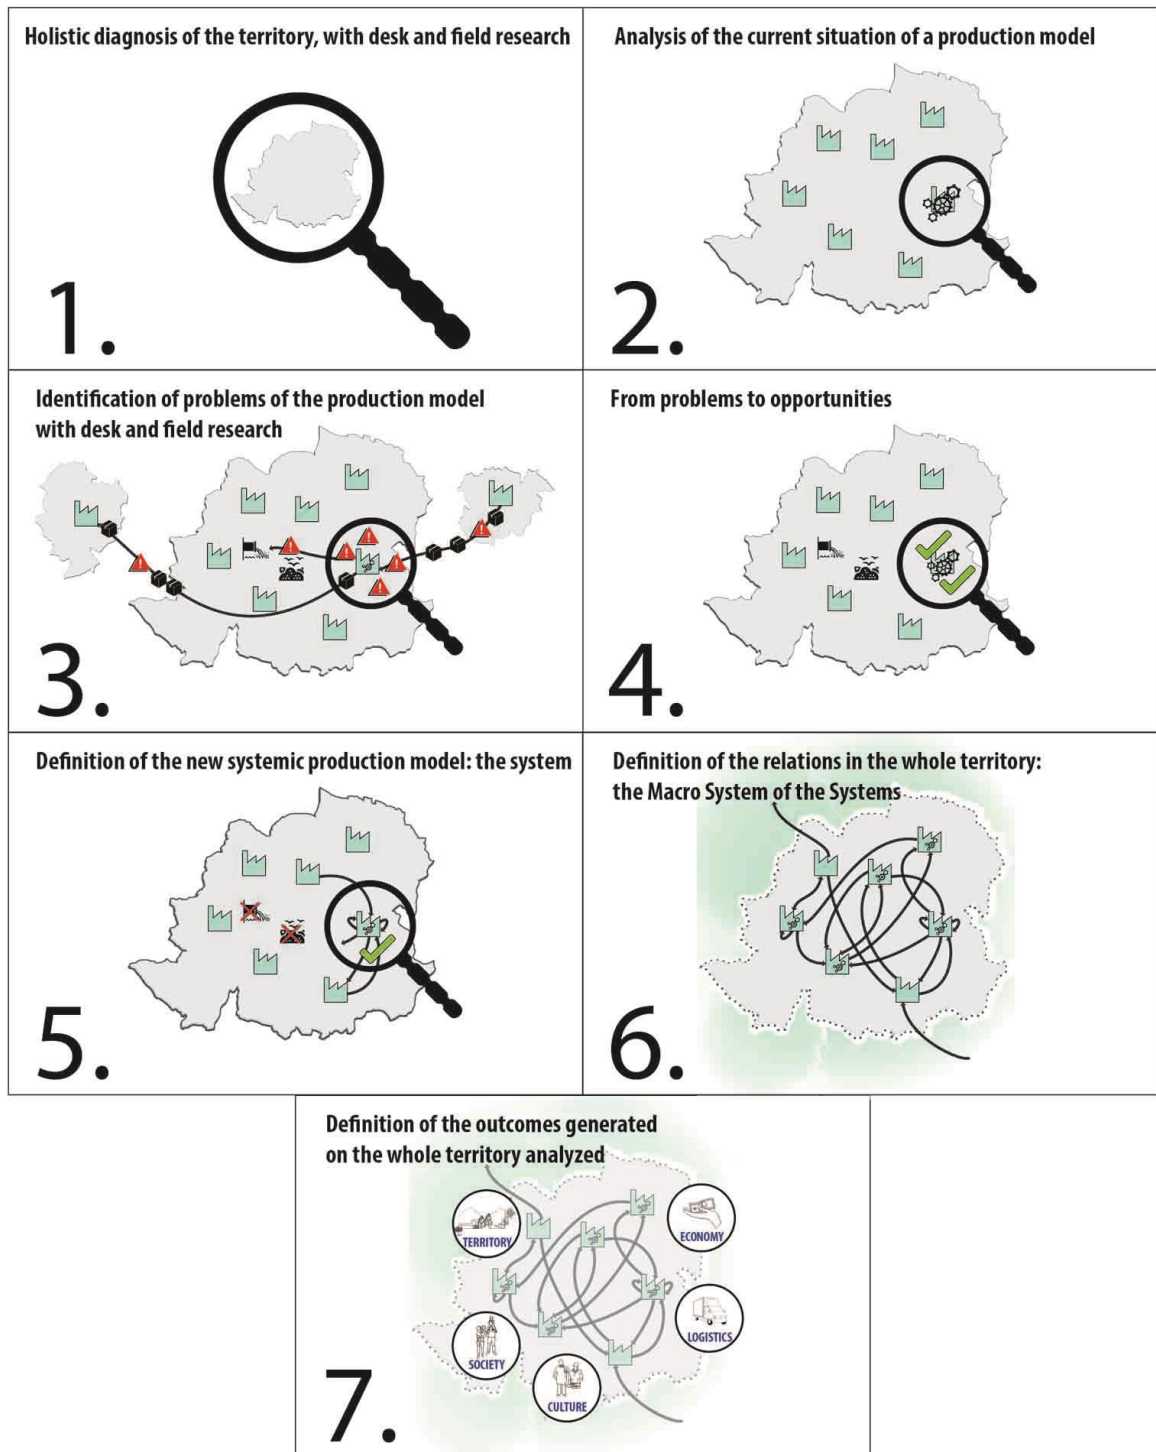 Holistic diagnosis of the territory, with desk and field research
1.
Analysis of the current situation of a production model
2.
Identification of problems of the production model
with desk and field research
3.
From problems to opportunities
4.
Definition of the new systemic production model: the system
5.
Definition of the relations in the whole territory:
the Macro System of the Systems
6.
Definition of the outcomes generated
on the whole territory analyzed
TERRITORY
ECONOMY
LOGISTICS
SOCIETY
CULTURE
7.